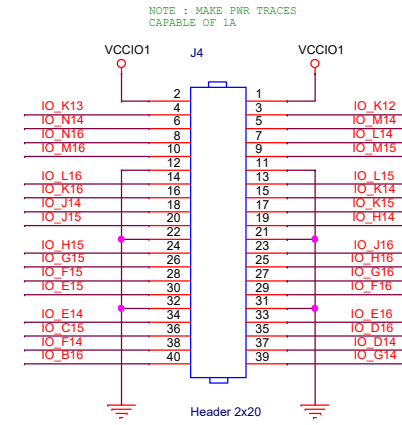 NOTE : MAKE PWR TRACES
CAPABLE OF 1A
VCCIO1 J4 VCCIO1
2 1
IO_K13 4 3 IO_K12
IO_N14 6 5 IO_M14
IO_N16 8 7 IO_L14
IO_M16 10 9 IO_M15
12 11
IO_L16 14 13 IO_L15
IO_K16 16 15 IO_K14
IO_J14 18 17 IO_K15
IO_J15 20 19 IO_H14
22 21
IO_H15 24 23 IO_J16
IO_G15 26 25 IO_H16
IO_F15 28 27 IO_G16
IO_E15 30 29 IO_F16
32 31
IO_E14 34 33 IO_E16
IO_C15 36 35 IO_D16
IO_F14 38 37 IO_D14
IO_B16 40 39 IO_G14
Header 2x20